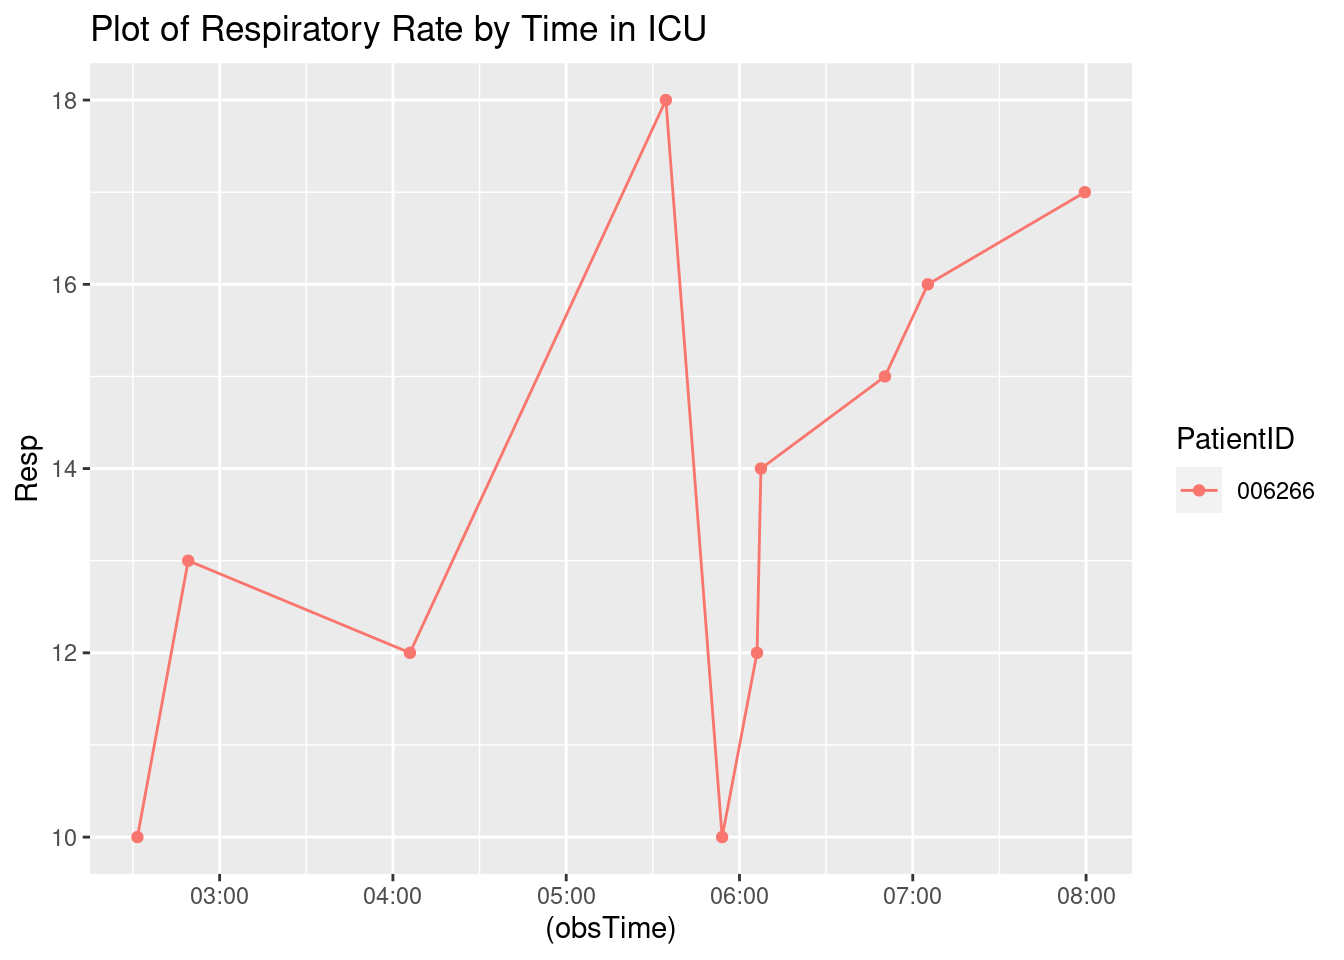 Plot of Respiratory Rate by Time in ICU
18
16
14
12
10
Resp
03:00 04:00 05:00 06:00 07:00 08:00
(obsTime)
PatientID
006266